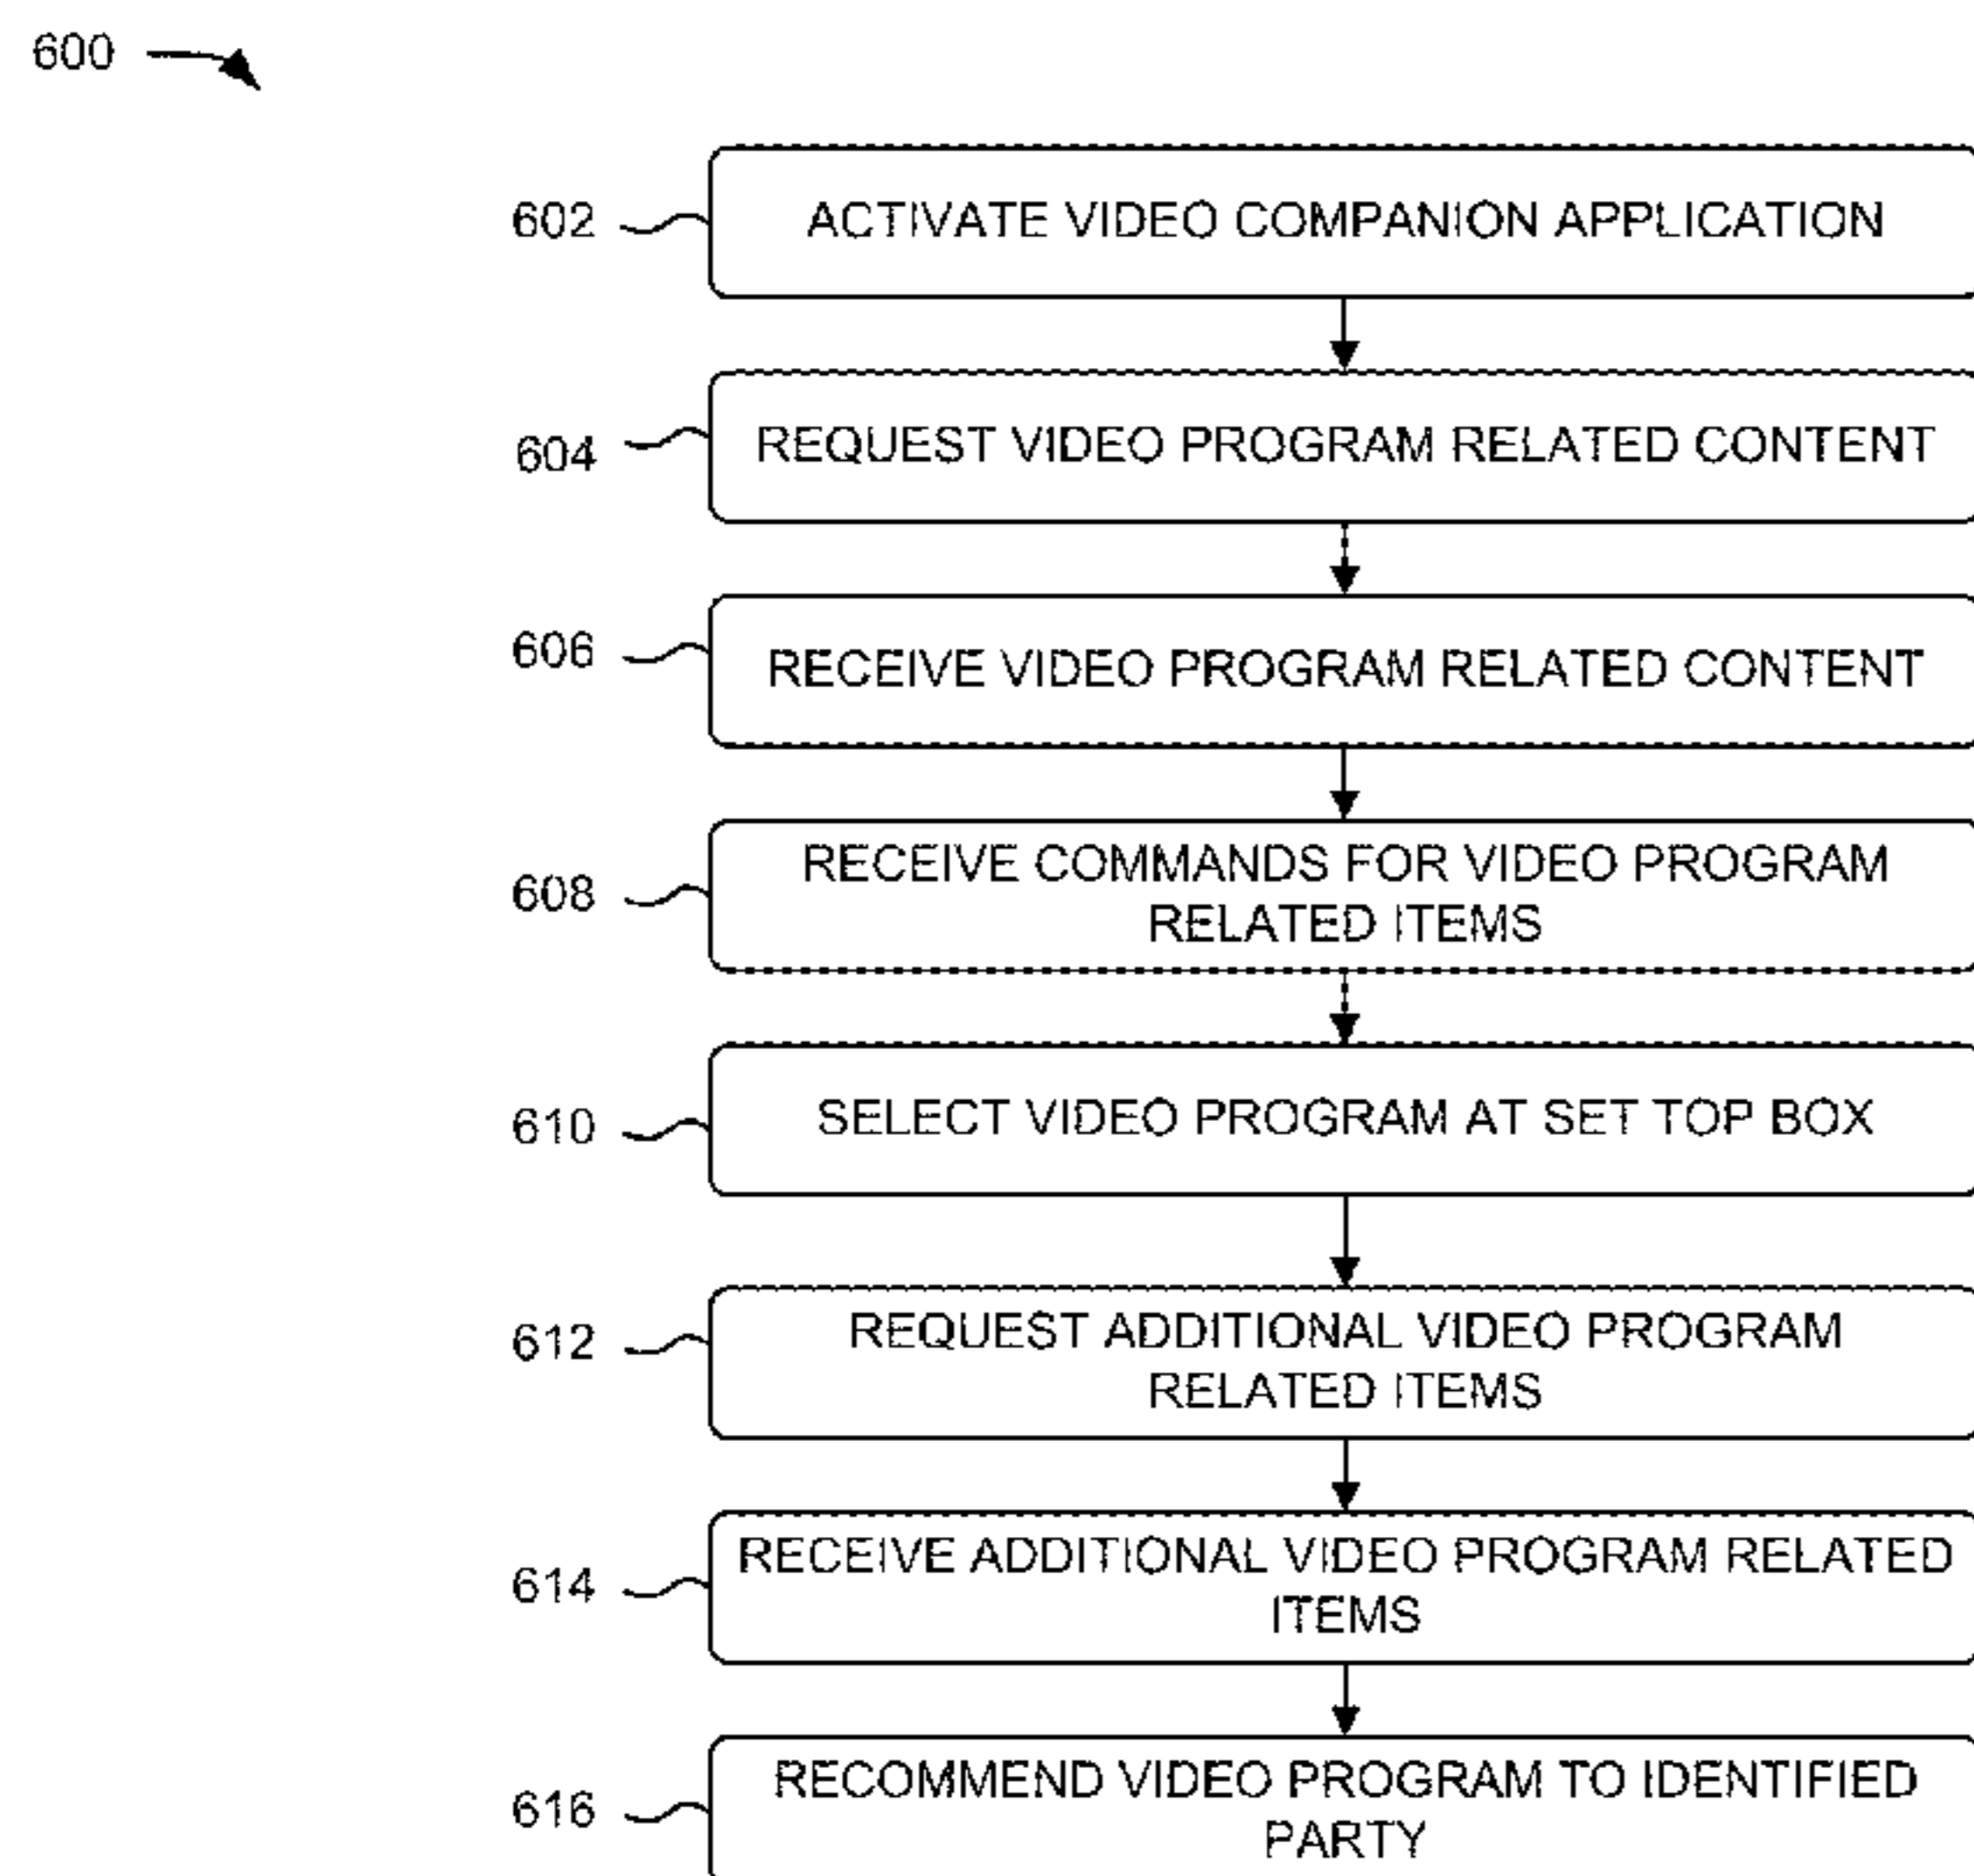 600
602
ACTIVATE VIDEO COMPANION APPLICATION
604
REQUEST VIDEO PROGRAM RELATED CONTENT
606
RECEIVE VIDEO PROGRAM RELATED CONTENT
608
RECEIVE COMMANDS FOR VIDEO PROGRAM
RELATED ITEMS
610
SELECT VIDEO PROGRAM AT SET TOP BOX
612
REQUEST ADDITIONAL VIDEO PROGRAM
RELATED ITEMS
614
RECEIVE ADDITIONAL VIDEO PROGRAM RELATED
ITEMS
616
RECOMMEND VIDEO PROGRAM TO IDENTIFIED
PARTY